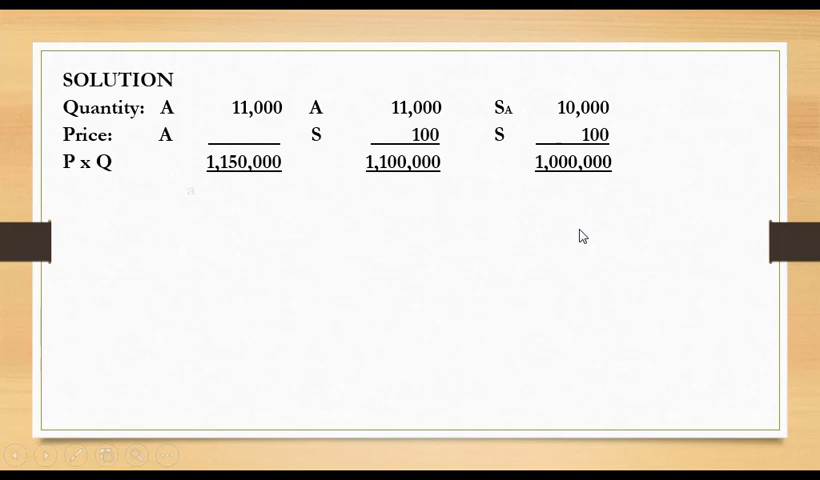 SOLUTION
Quantity: A 11,000 A 11,000 SA 10,000
Price: A S 100 S 100
P x Q 1,150,000 1,100,000 1,000,000
a